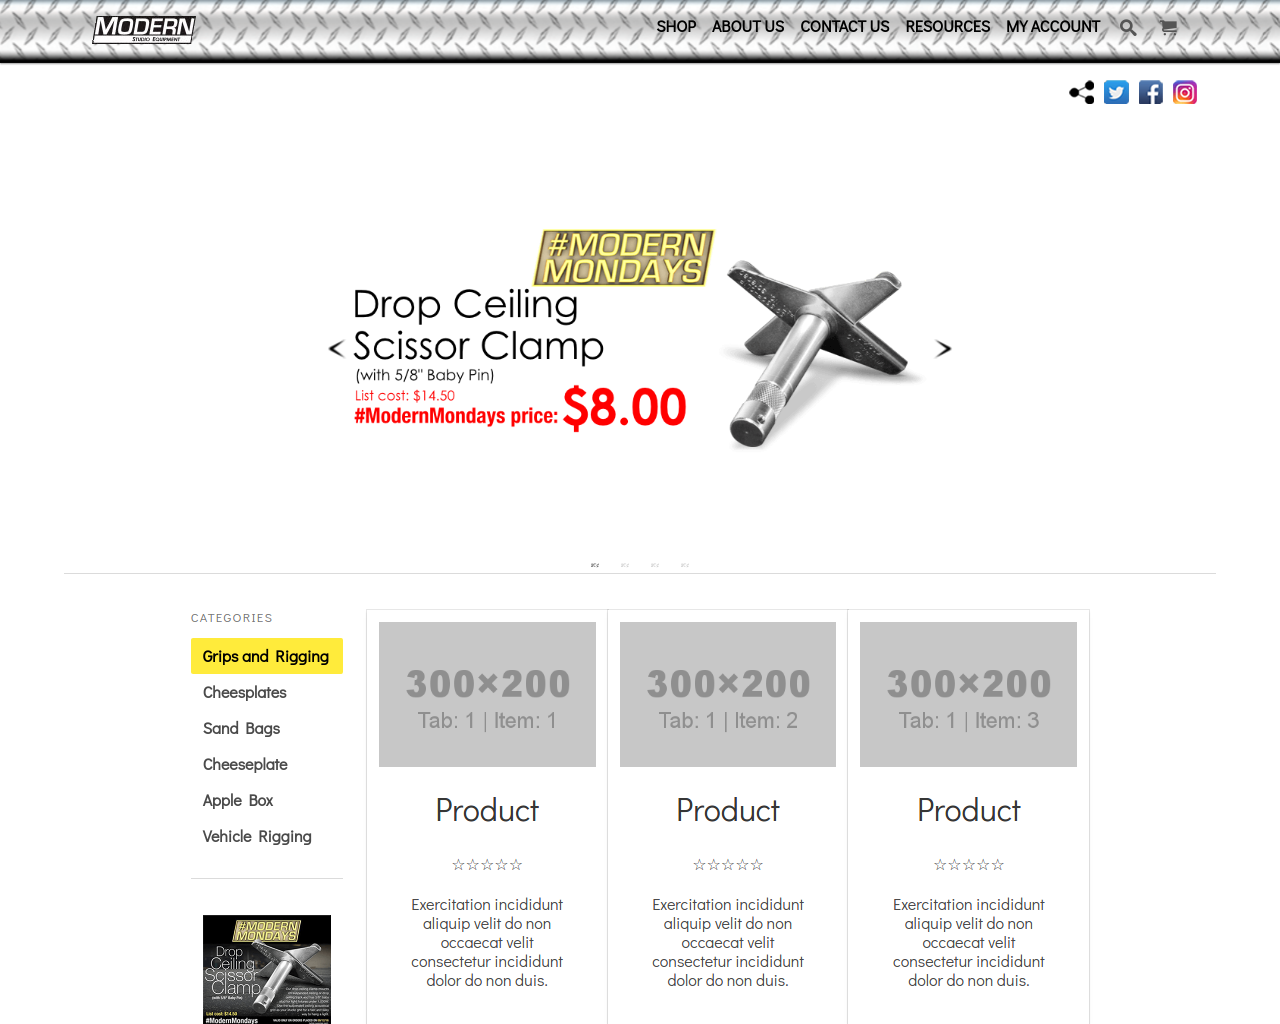 MODERN
STUDIO EQUIPMENT
SHOP ABOUT US CONTACT US RESOURCES MY ACCOUNT
#MODERN
MONDAYS
Drop Ceiling
Scissor Clamp
(with 5/8" Baby Pin)
List cost: $14.50
#ModernMondays price: $8.00
CATEGORIES
Grips and Rigging
Cheesplates
Sand Bags
Cheeseplate
Apple Box
Vehicle Rigging
#MODERN
MONDAYS
Drop
Ceiling
Scissor
Clamp
(with 5/8" Baby Pin)
List cost: $14.50
#ModernMondays
300×200
Tab: 1 | Item: 1
Product
☆☆☆☆☆
Exercitation incididunt
aliquip velit do non
occaecat velit
consectetur incididunt
dolor do non duis.
300×200
Tab: 1 | Item: 2
Product
☆☆☆☆☆
Exercitation incididunt
aliquip velit do non
occaecat velit
consectetur incididunt
dolor do non duis.
300×200
Tab: 1 | Item: 3
Product
☆☆☆☆☆
Exercitation incididunt
aliquip velit do non
occaecat velit
consectetur incididunt
dolor do non duis.